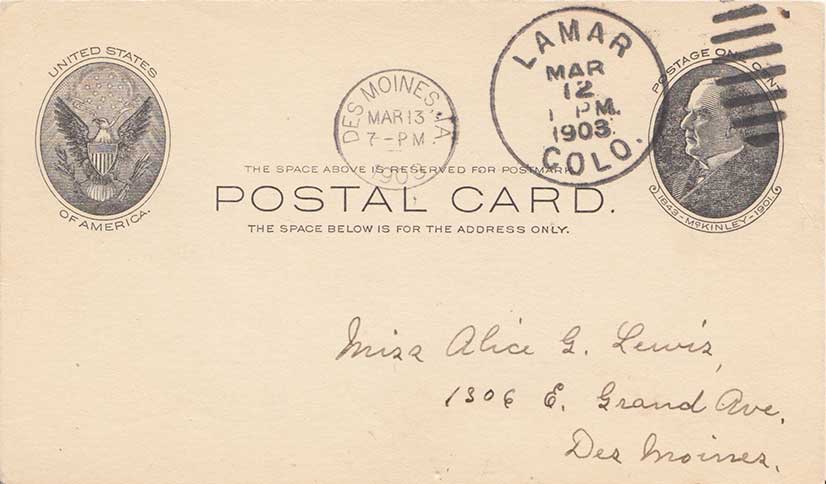 UNITED STATES
OF AMERICA.
DES MOINES, IA.
MAR 13
7-PM
1903
LAMAR
MAR
12
1 PM.
1903.
COLO.
POSTAGE ONE CENT
1843-McKINLEY-1901.
THE SPACE ABOVE IS RESERVED FOR POSTMARK.
POSTAL CARD.
THE SPACE BELOW IS FOR THE ADDRESS ONLY.
Miss Alice G. Lewis,
1306 E. Grand Ave.
Des Moines.